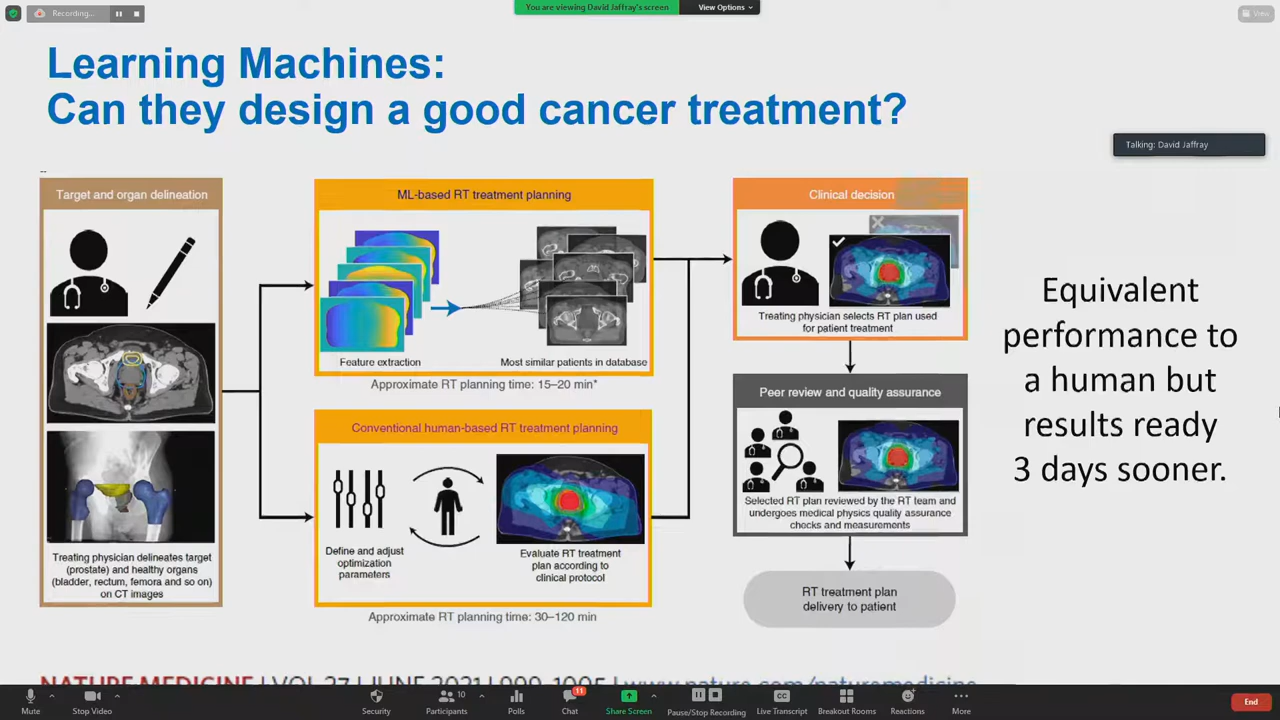 Recording...
You are viewing David Jaffray's screen
View Options
View
Learning Machines:
Can they design a good cancer treatment?
Talking: David Jaffray
--
Target and organ delineation
Treating physician delineates target
(prostate) and healthy organs
(bladder, rectum, femora and so on)
on CT images
ML-based RT treatment planning
Feature extraction
Most similar patients in database
Approximate RT planning time: 15–20 min*
Conventional human-based RT treatment planning
Define and adjust
optimization
parameters
Evaluate RT treatment
plan according to
clinical protocol
Approximate RT planning time: 30–120 min
Clinical decision
Treating physician selects RT plan used
for patient treatment
Peer review and quality assurance
Selected RT plan reviewed by the RT team and
undergoes medical physics quality assurance
checks and measurements
RT treatment plan
delivery to patient
Equivalent
performance to
a human but
results ready
3 days sooner.
NATURE MEDICINE | VOL 27 | JUNE 2021 | 999–1005 | www.nature.com/naturemedicine
Mute
Stop Video
Security
10
Participants
Polls
11
Chat
Share Screen
Pause/Stop Recording
CC
Live Transcript
Breakout Rooms
Reactions
More
End